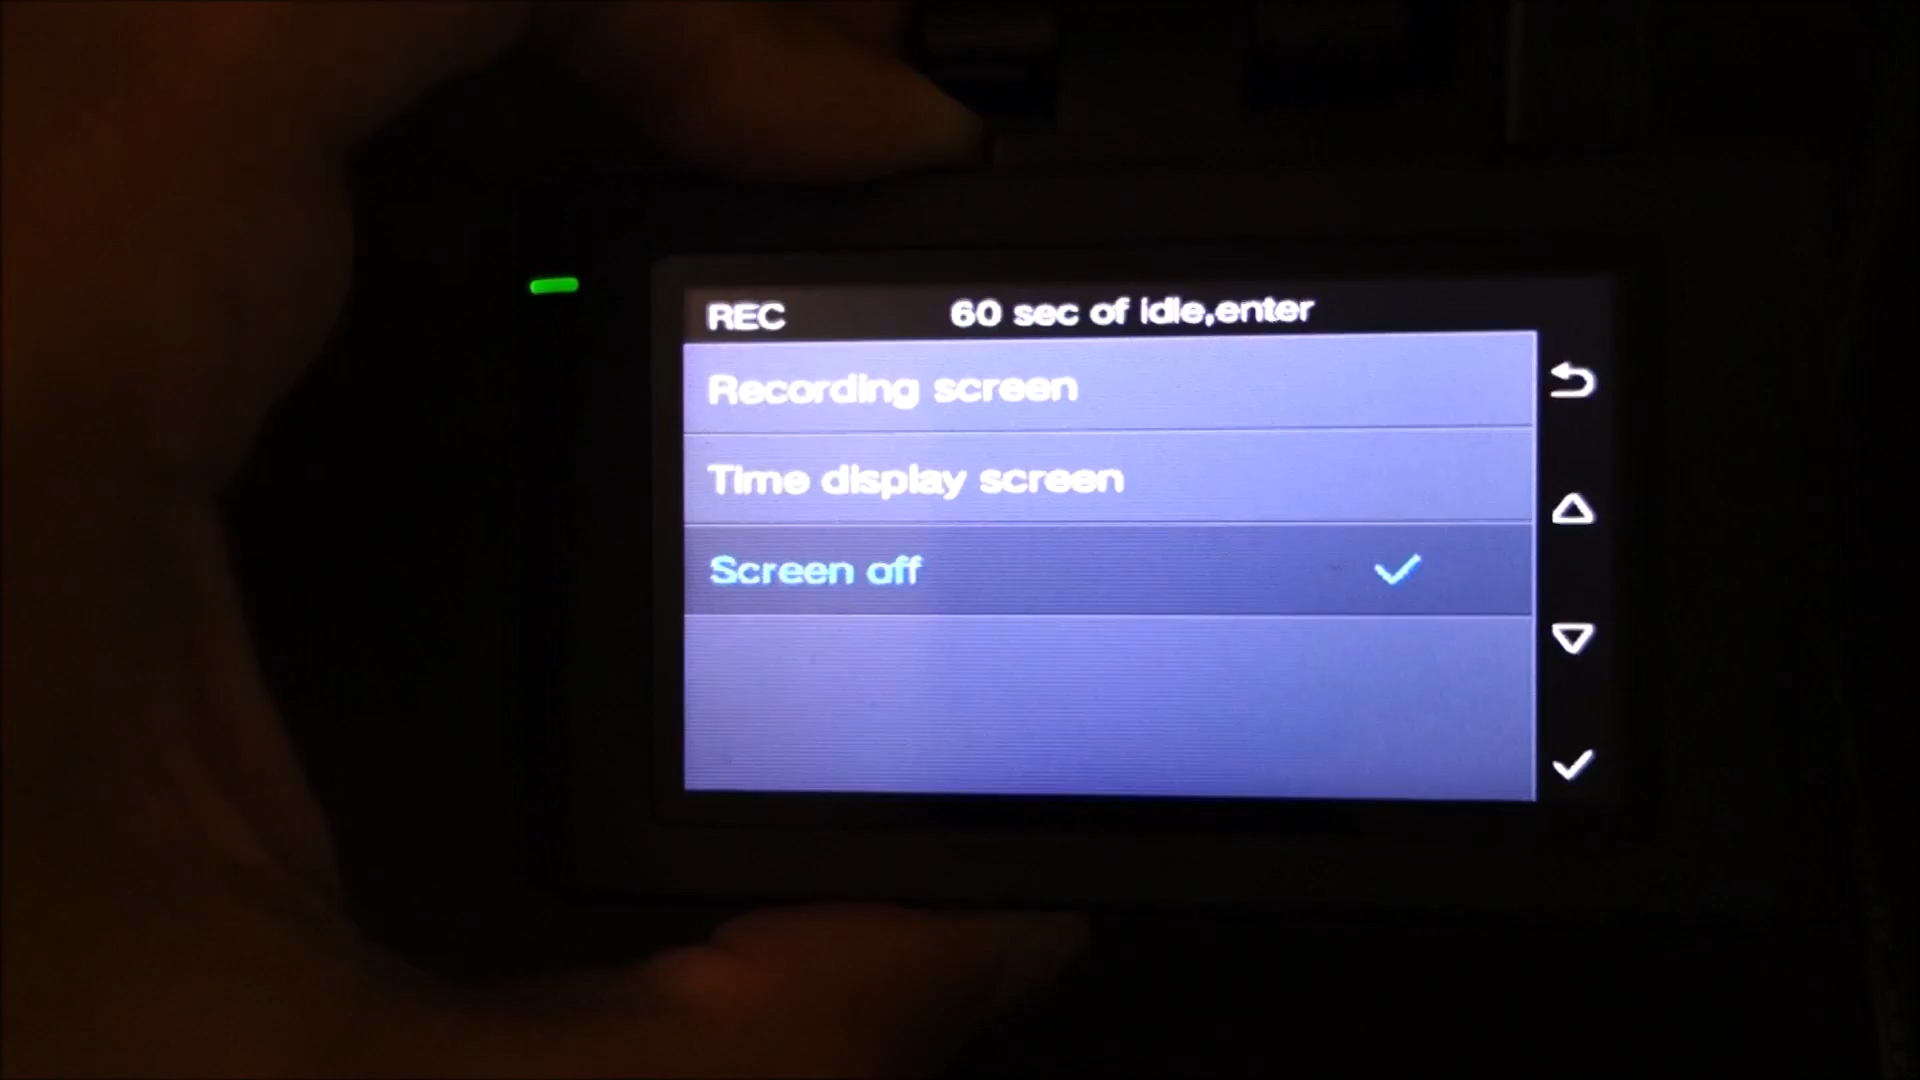 REC 60 sec of idle,enter
Recording screen
Time display screen
Screen off